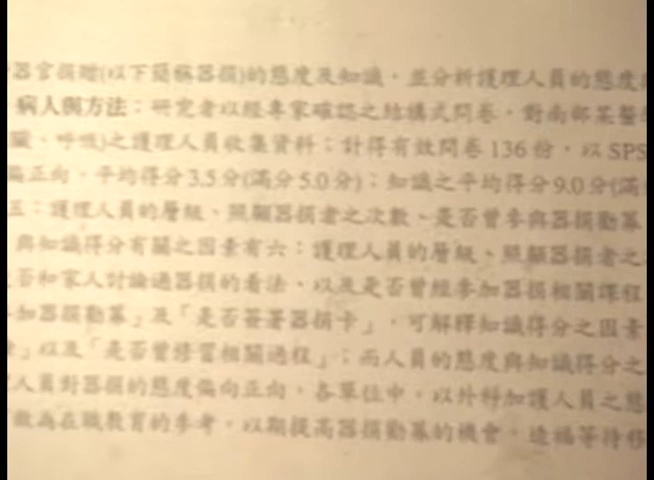 器官捐贈(以下簡稱器捐)的態度及知識，並分析護理人員的態度
病人與方法：研究者以經專家確認之結構式問卷，對南部某醫
臟、呼吸)之護理人員收集資料；計得有效問卷136份，以SPS
偏正向，平均得分3.5分(滿分5.0分)；知識之平均得分9.0分(滿
五：護理人員的層級、照顧器捐者之次數、是否曾參與器捐勸募
與知識得分有關之因素有六：護理人員的層級、照顧器捐者之
否和家人討論過器捐的看法、以及是否曾經參加器捐相關課程
加器捐勸募」及「是否簽署器捐卡」，可解釋知識得分之因素
」以及「是否曾修習相關過程」；而人員的態度與知識得分之
人員對器捐的態度偏向正向，各單位中，以外科加護人員之態
做為在職教育的參考，以期提高器捐勸募的機會，造福等待移